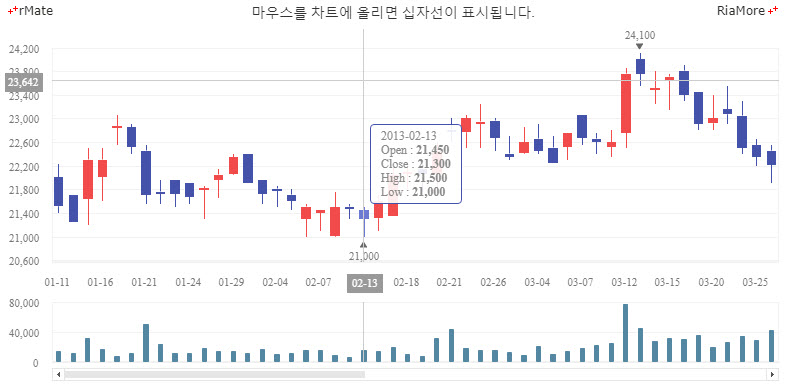 rMate
마우스를 차트에 올리면 십자선이 표시됩니다.
RiaMore
24,100
24,200
23,800
23,642
23,400
23,000
22,600
22,200
21,800
21,400
21,000
20,600
2013-02-13
Open : 21,450
Close : 21,300
High : 21,500
Low : 21,000
21,000
01-11 01-16 01-21 01-24 01-29 02-01 02-07 02-13 02-18 02-21 02-26 03-04 03-07 03-12 03-15 03-20 03-25
80,000
40,000
0